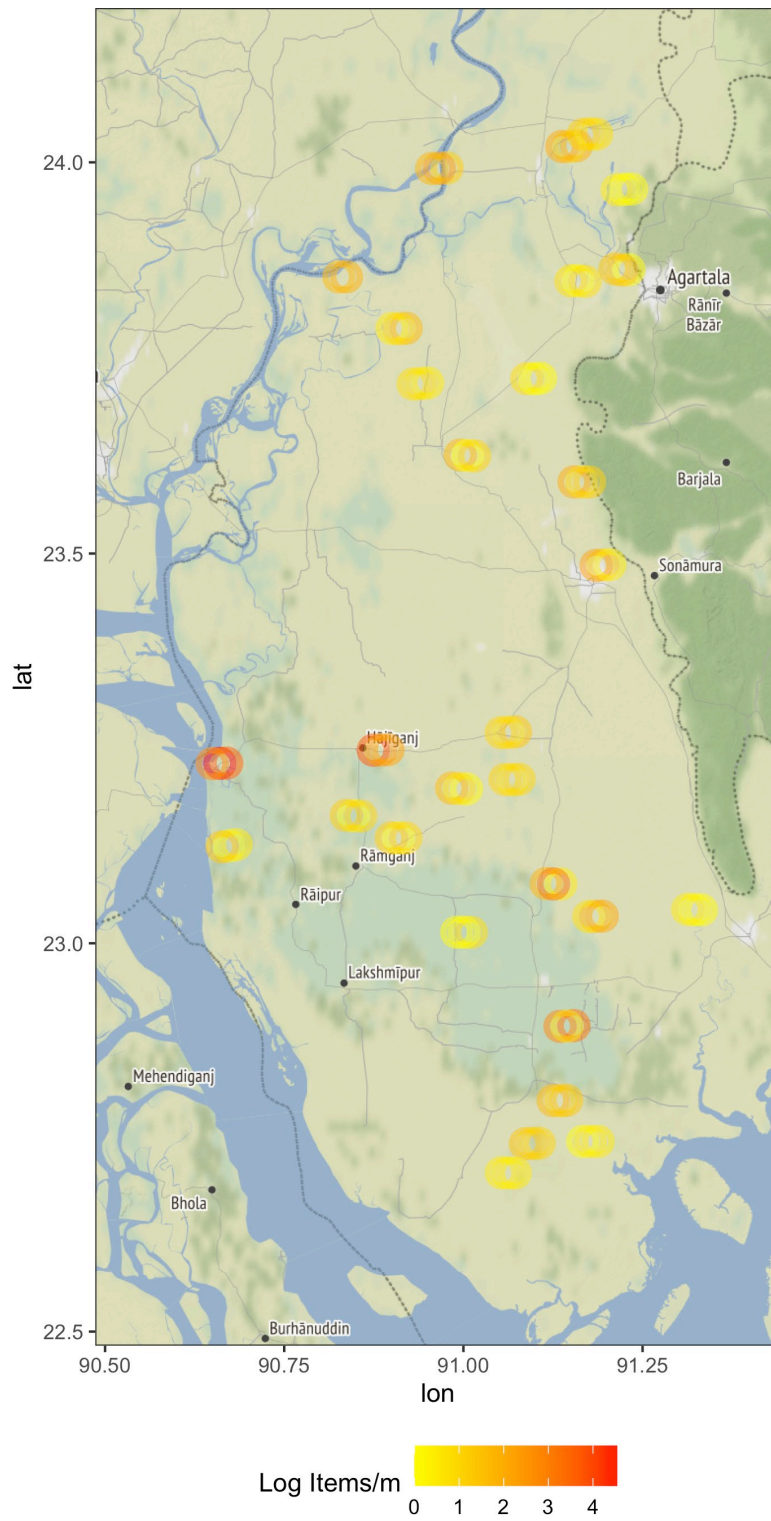 24.0
Agartala
Rānīr
Bāzār
Barjala
23.5
Sonāmura
lat
Hājīganj
Rāmganj
Rāipur
23.0
Lakshmīpur
Mehendiganj
Bhola
Burhānuddin
22.5
90.50 90.75 91.00 91.25
lon
Log Items/m
0 1 2 3 4